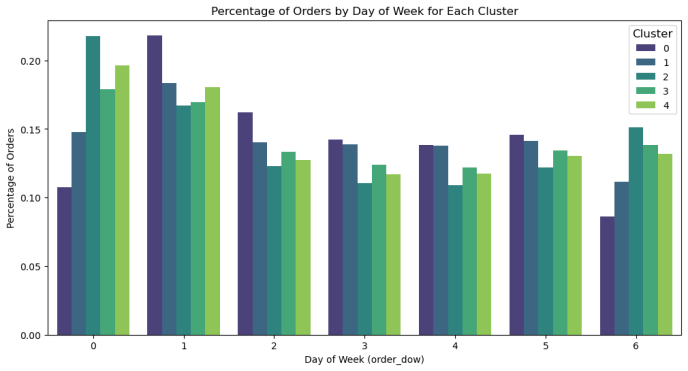 Percentage of Orders by Day of Week for Each Cluster
Cluster
0
1
2
3
4
0.20
0.15
0.10
0.05
0.00
Percentage of Orders
0 1 2 3 4 5 6
Day of Week (order_dow)